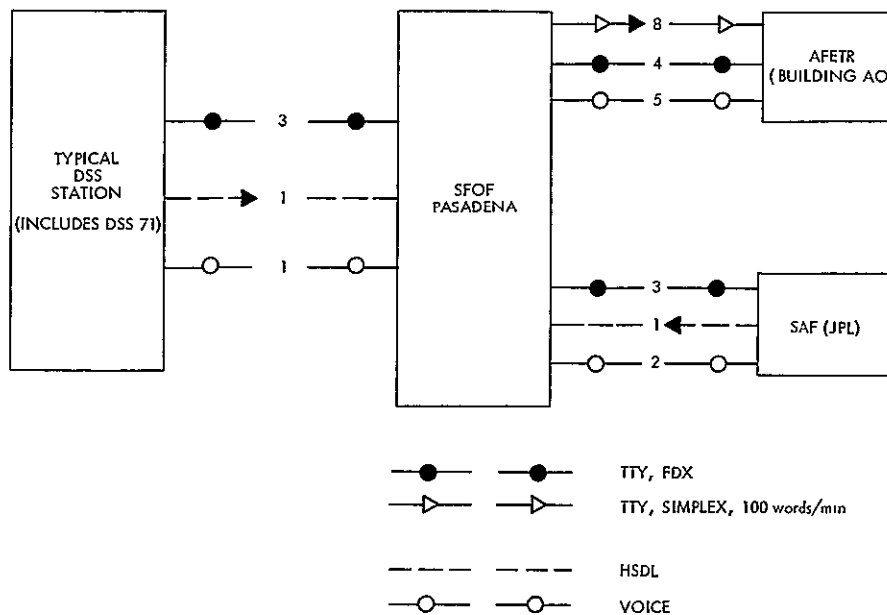 TYPICAL
DSS
STATION
(INCLUDES DSS 71)
3
1
1
SFOF
PASADENA
8
4
5
AFETR
(BUILDING AO
3
1
2
SAF (JPL)
TTY, FDX
TTY, SIMPLEX, 100 words/min
HSDL
VOICE